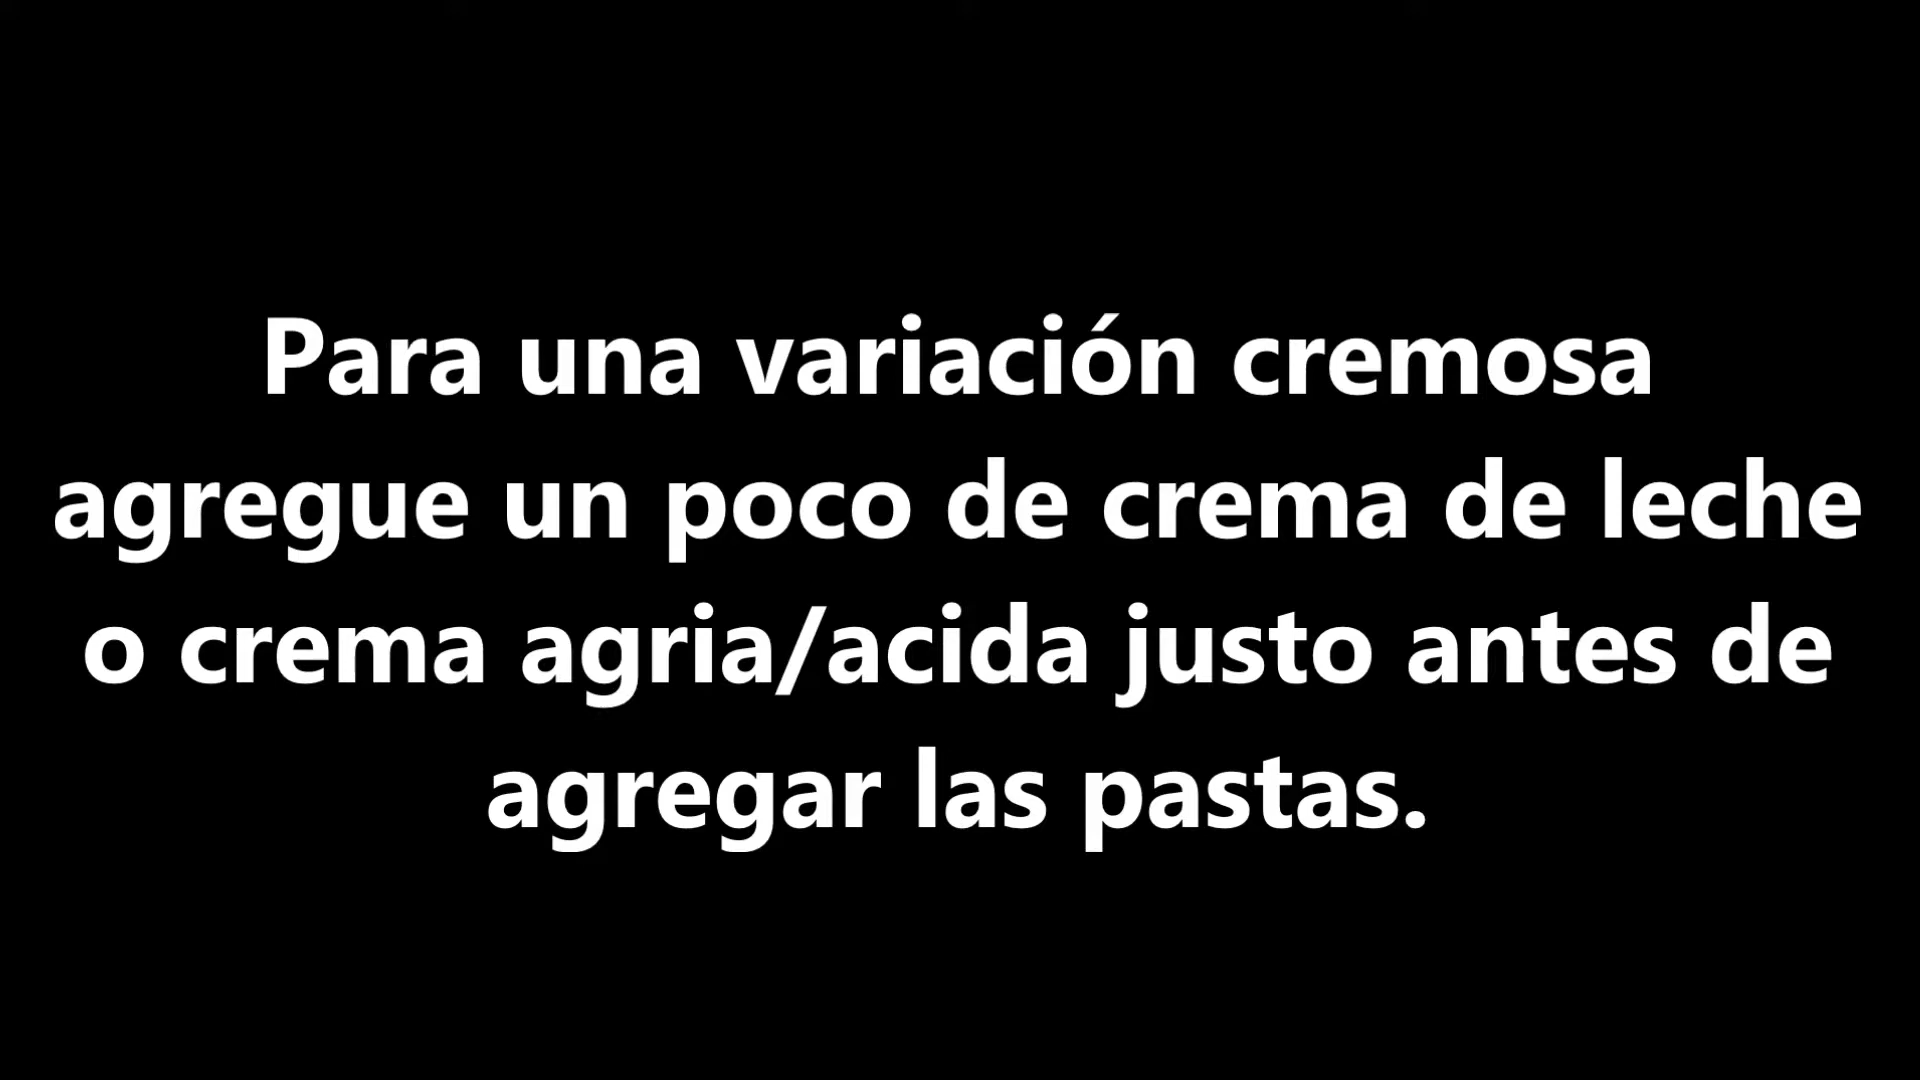 Para una variación cremosa
agregue un poco de crema de leche
o crema agria/acida justo antes de
agregar las pastas.